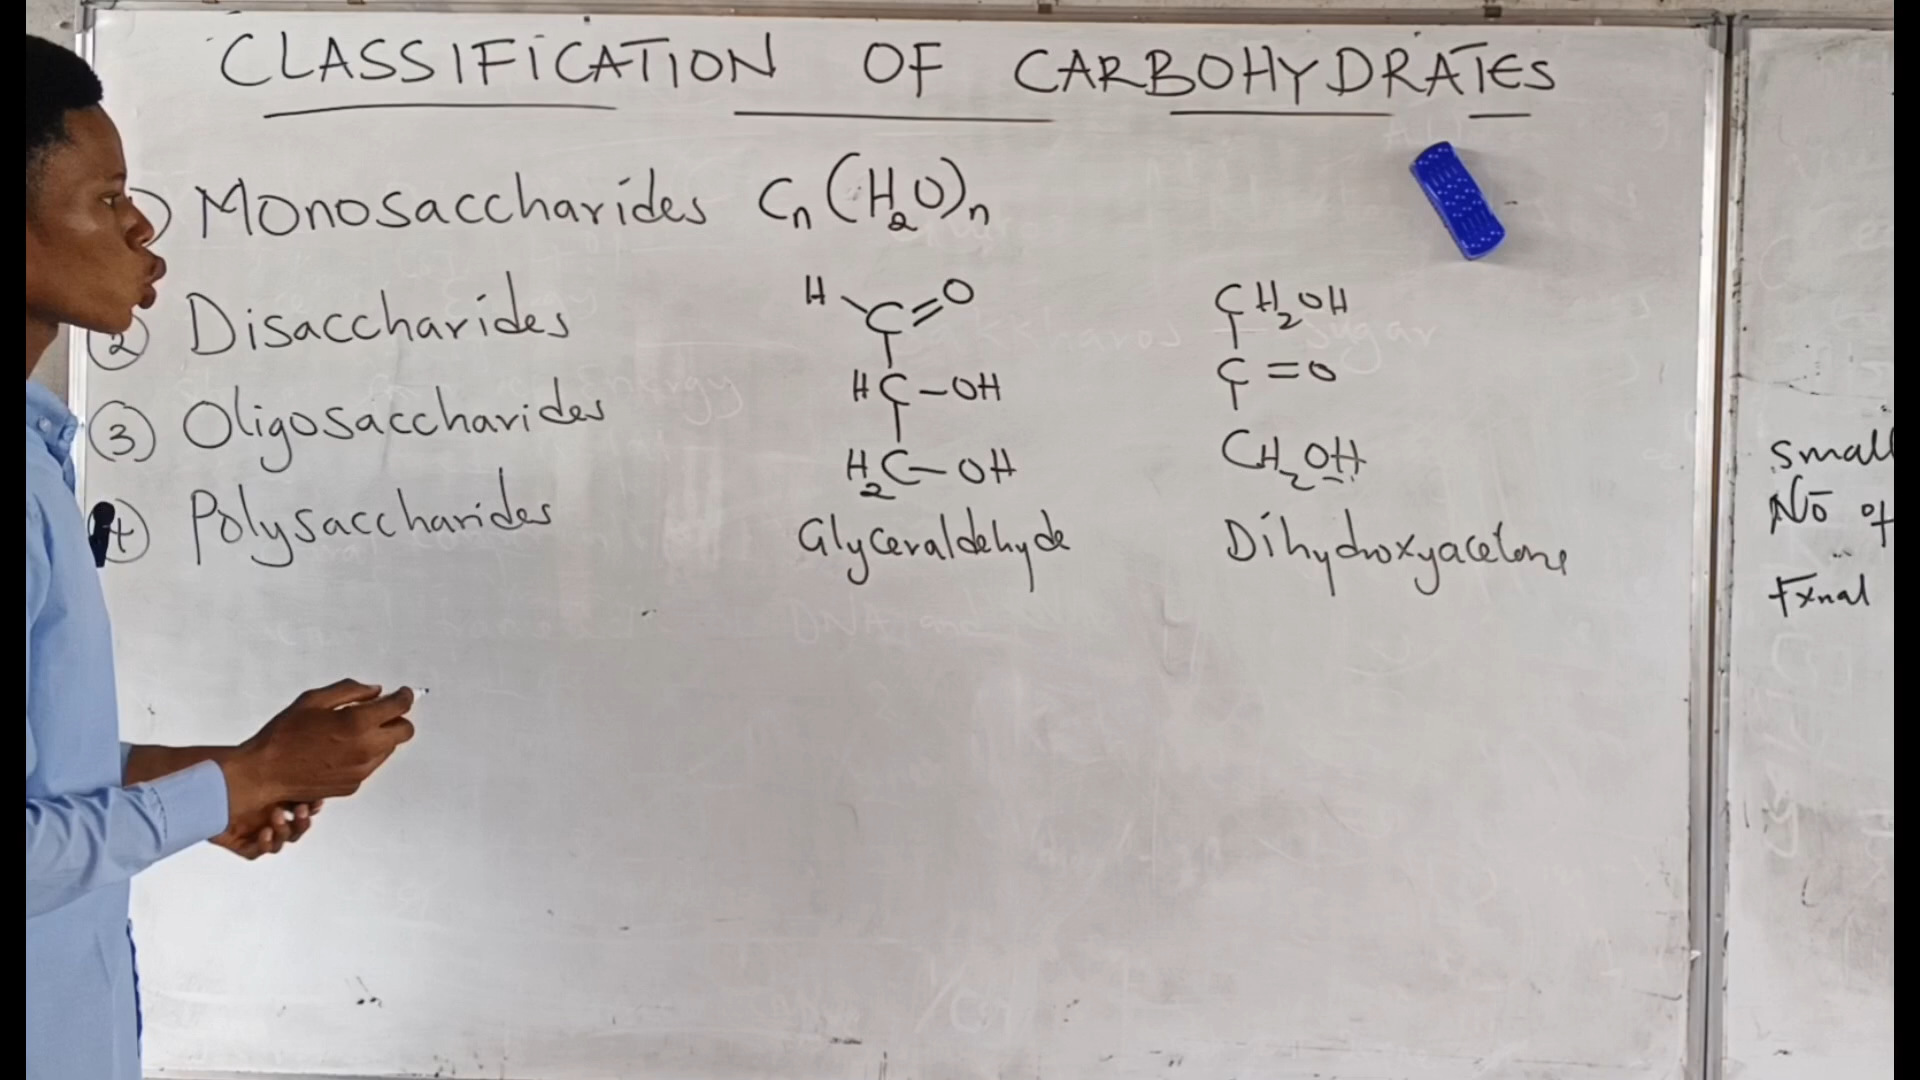 CLASSIFICATION OF CARBOHYDRATES
Monosaccharides Cn(H2O)n
② Disaccharides
③ Oligosaccharides
④ Polysaccharides
H C=O
HC-OH
H2C-OH
Glyceraldehyde
CH2OH
C=O
CH2OH
Dihydroxyacetone
Small
No of
Fxnal